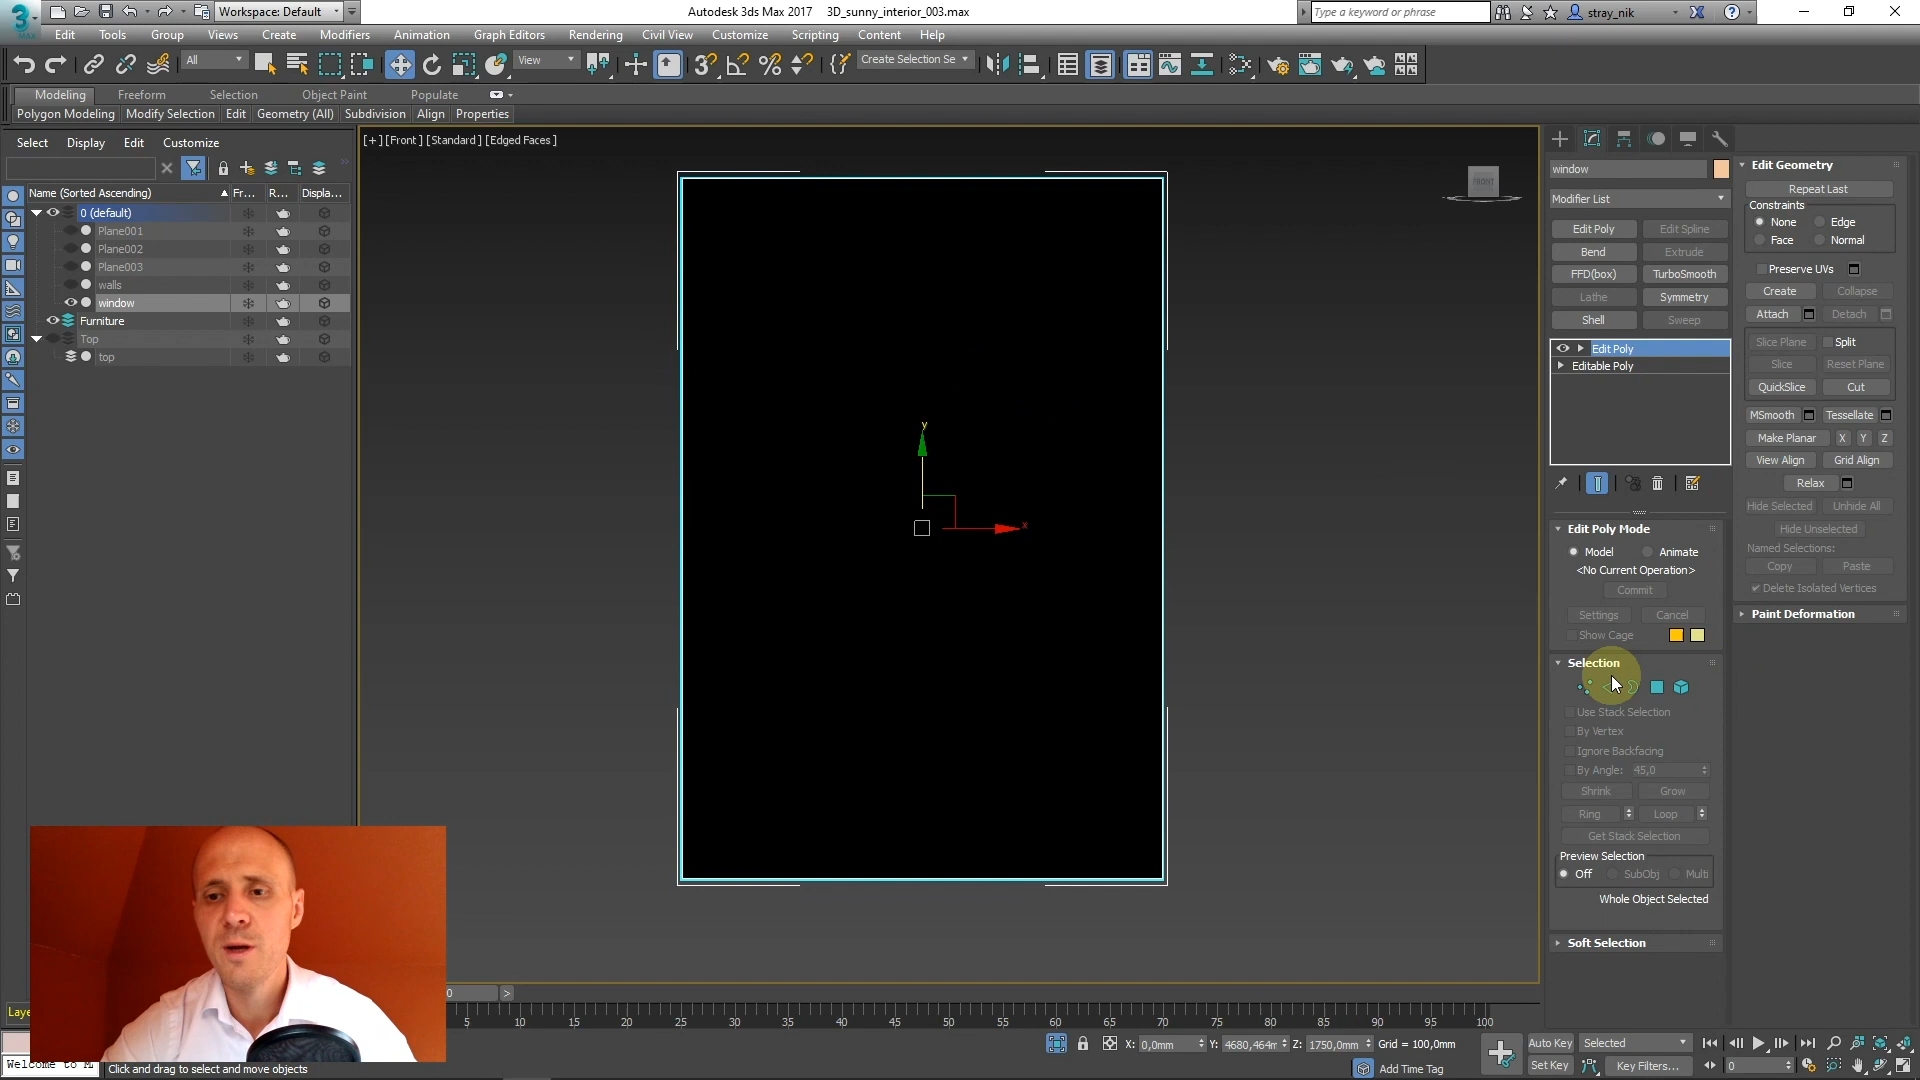 Workspace: Default
Autodesk 3ds Max 2017 3D_sunny_interior_003.max
Type a keyword or phrase
stray_nik
MAX
Edit Tools Group Views Create Modifiers Animation Graph Editors Rendering Civil View Customize Scripting Content Help
All
View
Create Selection Se
Modeling Freeform Selection Object Paint Populate
Polygon Modeling Modify Selection Edit Geometry (All) Subdivision Align Properties
Select Display Edit Customize
Name (Sorted Ascending) Fr... R... Displa...
0 (default)
Plane001
Plane002
Plane003
walls
window
Furniture
Top
top
[+] [Front] [Standard] [Edged Faces]
FRONT
y
x
window
Modifier List
Edit Poly Edit Spline
Bend Extrude
FFD(box) TurboSmooth
Lathe Symmetry
Shell Sweep
Edit Poly
Editable Poly
Edit Poly Mode
Model Animate
<No Current Operation>
Commit
Settings Cancel
Show Cage
Selection
Use Stack Selection
By Vertex
Ignore Backfacing
By Angle: 45,0
Shrink Grow
Ring Loop
Get Stack Selection
Preview Selection
Off SubObj Multi
Whole Object Selected
Soft Selection
Edit Geometry
Repeat Last
Constraints
None Edge
Face Normal
Preserve UVs
Create Collapse
Attach Detach
Slice Plane Split
Slice Reset Plane
QuickSlice Cut
MSmooth Tessellate
Make Planar X Y Z
View Align Grid Align
Relax
Hide Selected Unhide All
Hide Unselected
Named Selections:
Copy Paste
Delete Isolated Vertices
Paint Deformation
0 >
5 10 15 20 25 30 35 40 45 50 55 60 65 70 75 80 85 90 95 100
Laye
X: 0,0mm Y: 4680,464m Z: 1750,0mm Grid = 100,0mm
Auto Key Selected
Welcome to M
Click and drag to select and move objects
Add Time Tag
Set Key Key Filters... 0